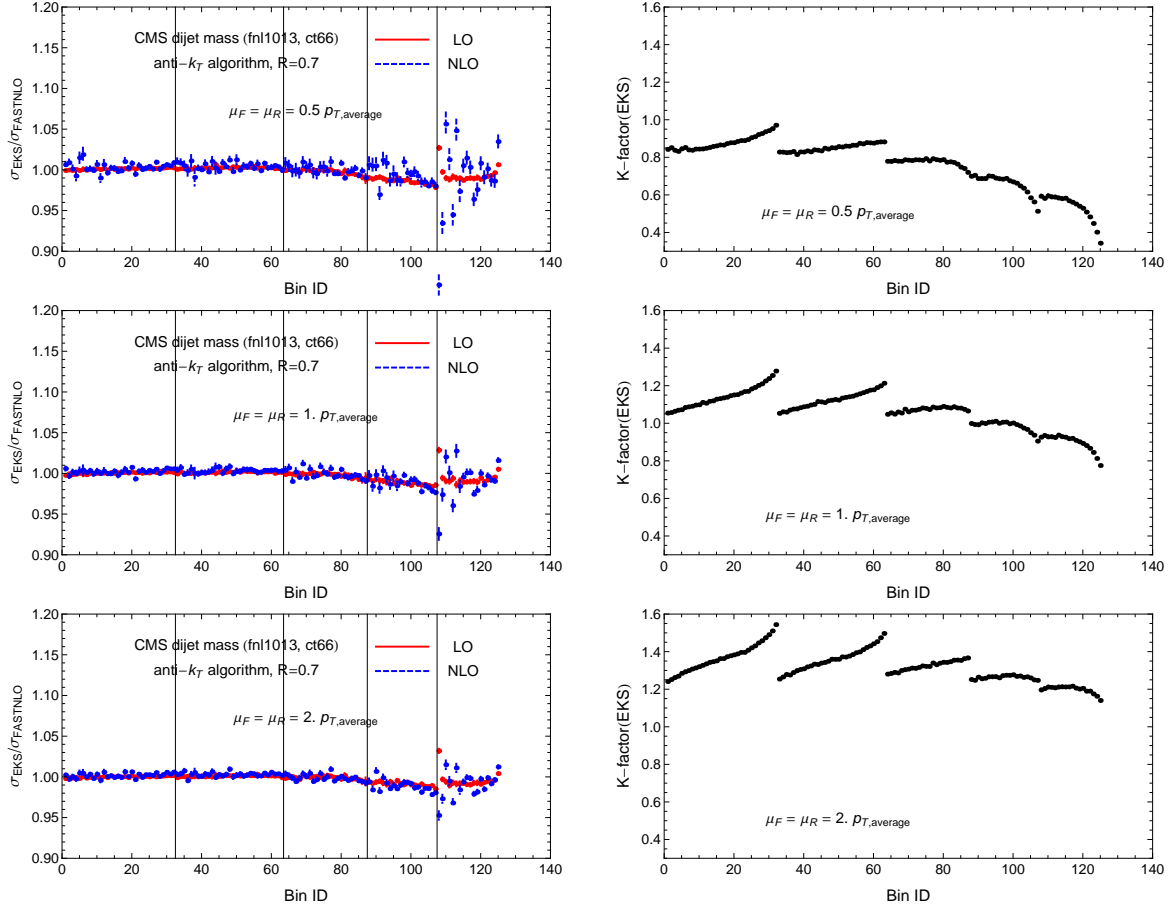 CMS dijet mass (fnl1013, ct66)
LO
anti−k_T algorithm, R=0.7
NLO
μ_F = μ_R = 0.5 p_T,average
σ_EKS/σ_FASTNLO
1.20
1.15
1.10
1.05
1.00
0.95
0.90
0 20 40 60 80 100 120 140
Bin ID
K−factor(EKS)
1.6
1.4
1.2
1.0
0.8
0.6
0.4
μ_F = μ_R = 0.5 p_T,average
0 20 40 60 80 100 120 140
Bin ID
CMS dijet mass (fnl1013, ct66)
LO
anti−k_T algorithm, R=0.7
NLO
μ_F = μ_R = 1. p_T,average
σ_EKS/σ_FASTNLO
1.20
1.15
1.10
1.05
1.00
0.95
0.90
0 20 40 60 80 100 120 140
Bin ID
K−factor(EKS)
1.6
1.4
1.2
1.0
0.8
0.6
0.4
μ_F = μ_R = 1. p_T,average
0 20 40 60 80 100 120 140
Bin ID
CMS dijet mass (fnl1013, ct66)
LO
anti−k_T algorithm, R=0.7
NLO
μ_F = μ_R = 2. p_T,average
σ_EKS/σ_FASTNLO
1.20
1.15
1.10
1.05
1.00
0.95
0.90
0 20 40 60 80 100 120 140
Bin ID
K−factor(EKS)
1.6
1.4
1.2
1.0
0.8
0.6
0.4
μ_F = μ_R = 2. p_T,average
0 20 40 60 80 100 120 140
Bin ID